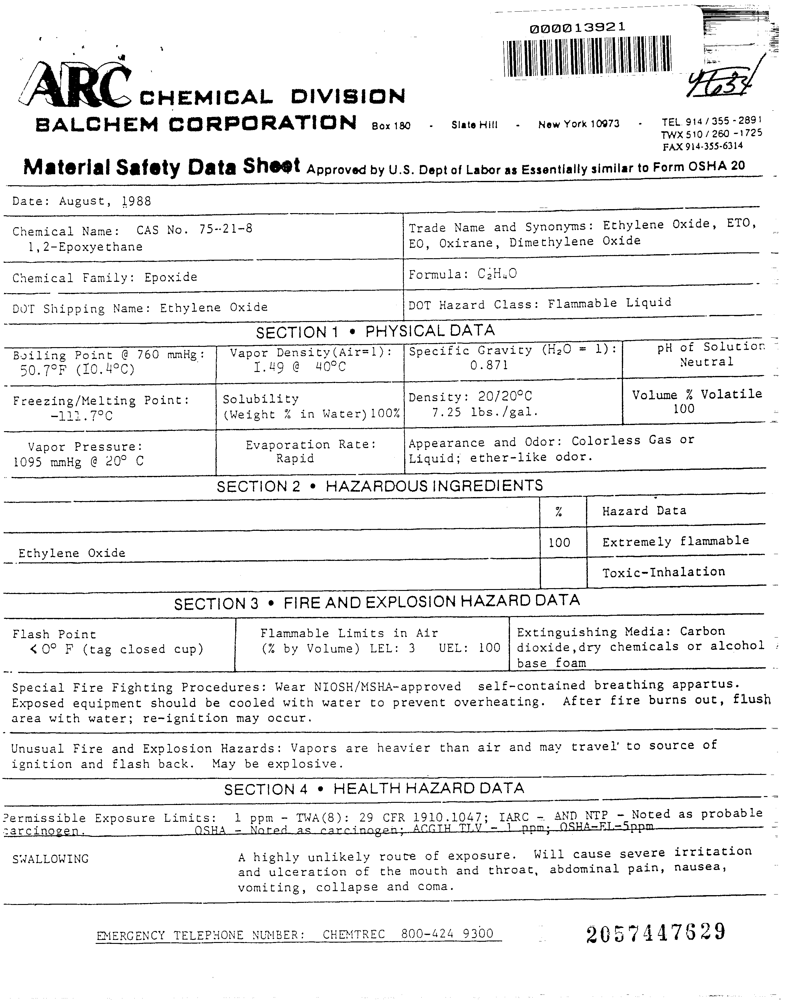 000013921
47634
ARC CHEMICAL DIVISION
BALCHEM CORPORATION Box 180 - Slate Hill - New York 10973 - TEL 914 / 355 - 2891
TWX 510 / 260 - 1725
FAX 914-355-6314
Material Safety Data Sheet Approved by U.S. Dept of Labor as Essentially similar to Form OSHA 20
Date: August, 1988
Chemical Name: CAS No. 75-21-8
1,2-Epoxyethane
Trade Name and Synonyms: Ethylene Oxide, ETO,
EO, Oxirane, Dimethylene Oxide
Chemical Family: Epoxide
Formula: C₂H₄O
DOT Shipping Name: Ethylene Oxide
DOT Hazard Class: Flammable Liquid
SECTION 1 • PHYSICAL DATA
Boiling Point @ 760 mmHg:
50.7°F (10.4°C)
Vapor Density(Air=1):
1.49 @ 40°C
Specific Gravity (H₂O = 1):
0.871
pH of Solution
Neutral
Freezing/Melting Point:
-111.7°C
Solubility
(Weight % in Water)100%
Density: 20/20°C
7.25 lbs./gal.
Volume % Volatile
100
Vapor Pressure:
1095 mmHg @ 20° C
Evaporation Rate:
Rapid
Appearance and Odor: Colorless Gas or
Liquid; ether-like odor.
SECTION 2 • HAZARDOUS INGREDIENTS
% Hazard Data
Ethylene Oxide 100 Extremely flammable
Toxic-Inhalation
SECTION 3 • FIRE AND EXPLOSION HAZARD DATA
Flash Point
< 0° F (tag closed cup)
Flammable Limits in Air
(% by Volume) LEL: 3 UEL: 100
Extinguishing Media: Carbon
dioxide,dry chemicals or alcohol
base foam
Special Fire Fighting Procedures: Wear NIOSH/MSHA-approved self-contained breathing appartus.
Exposed equipment should be cooled with water to prevent overheating. After fire burns out, flush
area with water; re-ignition may occur.
Unusual Fire and Explosion Hazards: Vapors are heavier than air and may travel to source of
ignition and flash back. May be explosive.
SECTION 4 • HEALTH HAZARD DATA
Permissible Exposure Limits: 1 ppm - TWA(8): 29 CFR 1910.1047; IARC - AND NTP - Noted as probable
carcinogen. OSHA - Noted as carcinogen; ACGIH TLV - 1 ppm; OSHA-EL-5ppm
SWALLOWING
A highly unlikely route of exposure. Will cause severe irritation
and ulceration of the mouth and throat, abdominal pain, nausea,
vomiting, collapse and coma.
EMERGENCY TELEPHONE NUMBER: CHEMTREC 800-424 9300
2057447629